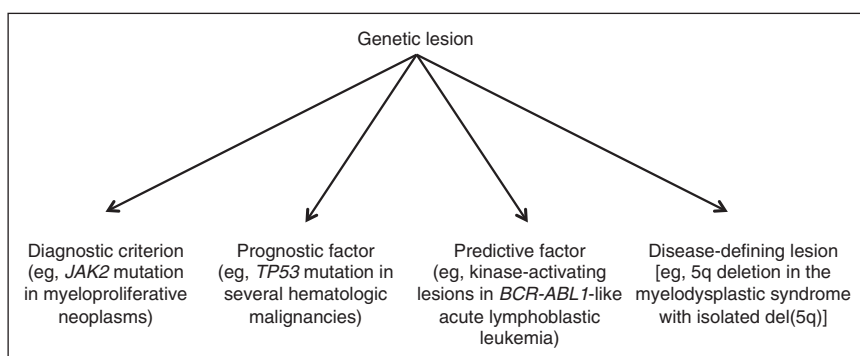 Genetic lesion
Diagnostic criterion
(eg, JAK2 mutation
in myeloproliferative
neoplasms)
Prognostic factor
(eg, TP53 mutation in
several hematologic
malignancies)
Predictive factor
(eg, kinase-activating
lesions in BCR-ABL1-like
acute lymphoblastic
leukemia)
Disease-defining lesion
[eg, 5q deletion in the
myelodysplastic syndrome
with isolated del(5q)]